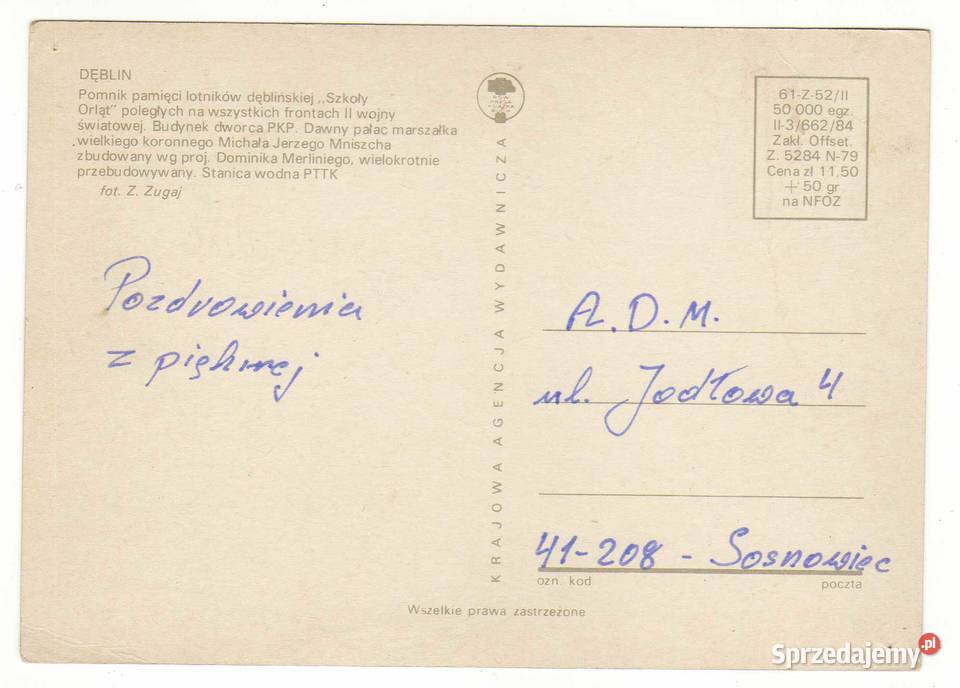 DĘBLIN
Pomnik pamięci lotników dęblińskiej „Szkoły
Orląt" poległych na wszystkich frontach II wojny
światowej. Budynek dworca PKP. Dawny pałac marszałka
wielkiego koronnego Michała Jerzego Mniszcha
zbudowany wg proj. Dominika Merliniego, wielokrotnie
przebudowywany. Stanica wodna PTTK
fot. Z. Zugaj
Pozdrowienia
z pięknej
KRAJOWA AGENCJA WYDAWNICZA
61-Z-52/II
50 000 egz.
II-3/662/84
Zakł. Offset.
Z. 5284 N-79
Cena zł 11,50
+ 50 gr
na NFOZ
A.D.M.
ul. Jodłowa 4
41-208 - Sosnowiec
ozn. kod
poczta
Wszelkie prawa zastrzeżone
Sprzedajemy.pl